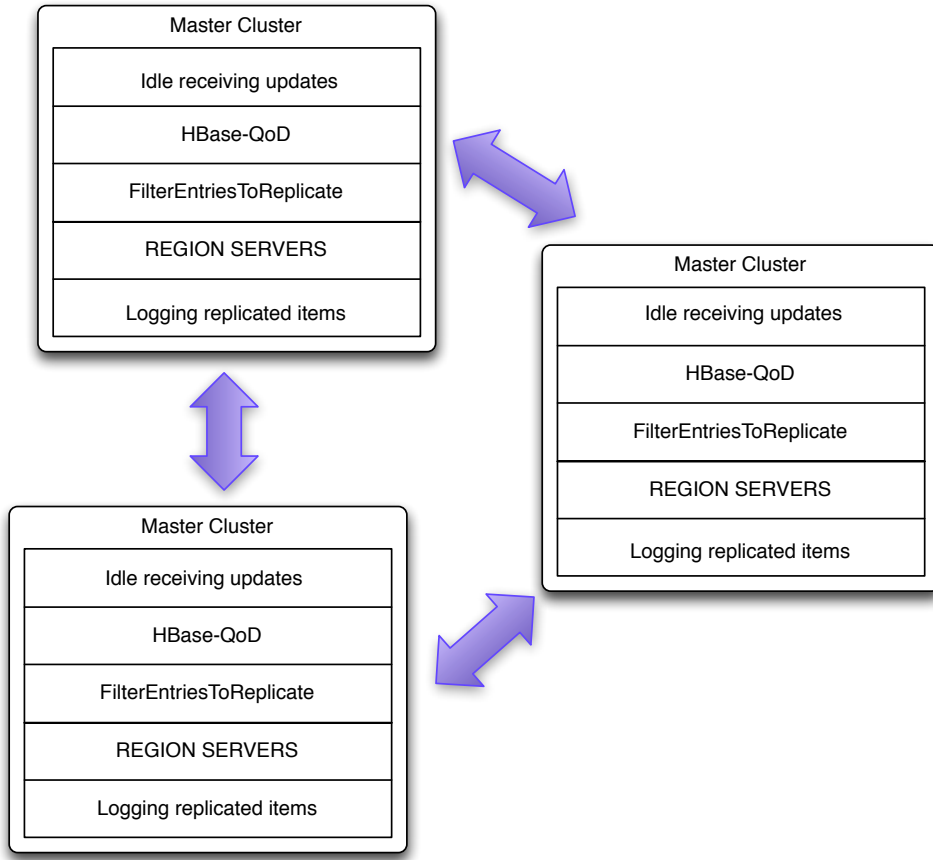 Master Cluster
Idle receiving updates
HBase-QoD
FilterEntriesToReplicate
REGION SERVERS
Logging replicated items
Master Cluster
Idle receiving updates
HBase-QoD
FilterEntriesToReplicate
REGION SERVERS
Logging replicated items
Master Cluster
Idle receiving updates
HBase-QoD
FilterEntriesToReplicate
REGION SERVERS
Logging replicated items